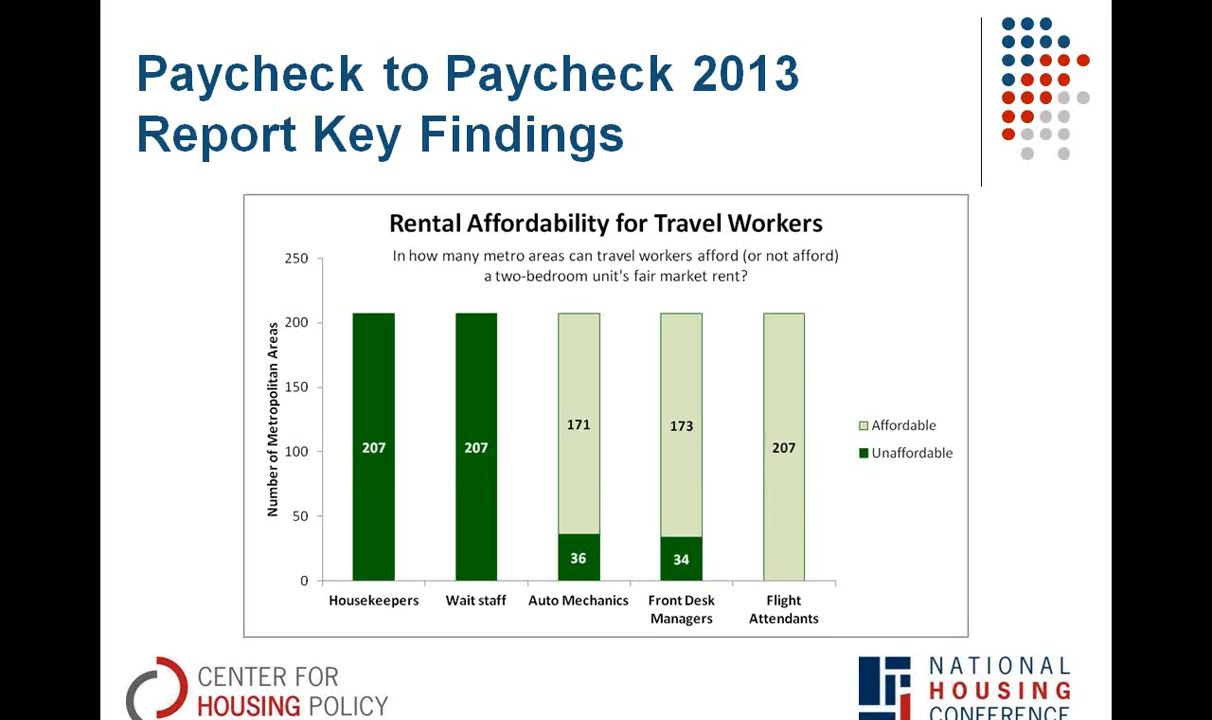 Paycheck to Paycheck 2013
Report Key Findings
Rental Affordability for Travel Workers
In how many metro areas can travel workers afford (or not afford)
a two-bedroom unit's fair market rent?
Number of Metropolitan Areas
250
200
150
100
50
0
207
207
171
36
173
34
207
Housekeepers
Wait staff
Auto Mechanics
Front Desk
Managers
Flight
Attendants
Affordable
Unaffordable
CENTER FOR
HOUSING POLICY
NATIONAL
HOUSING
CONFERENCE